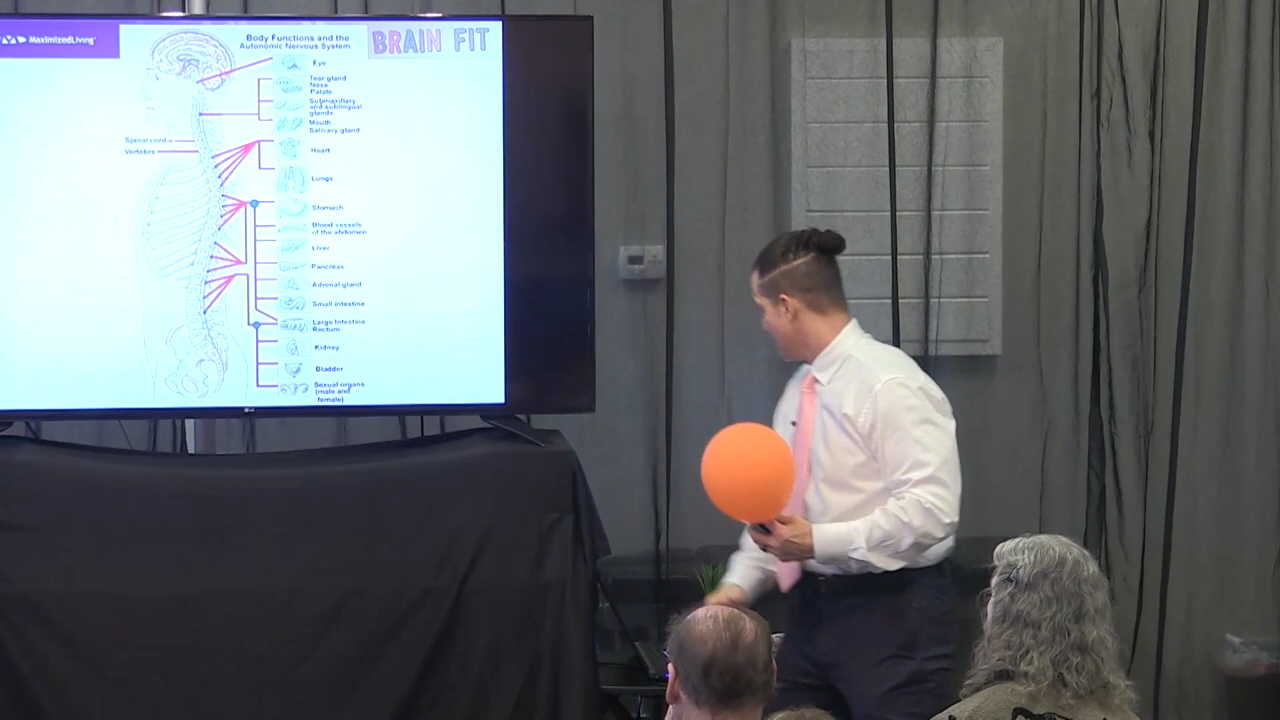 MaximizedLiving
Body Functions and the
Autonomic Nervous System
BRAIN FIT
Eye
Tear gland
Nose
Palate
Submaxillary
and sublingual
glands
Mouth
Salivary gland
Spinal cord
Vertebra
Heart
Lungs
Stomach
Blood vessels
of the abdomen
Liver
Pancreas
Adrenal gland
Small intestine
Large Intestine
Rectum
Kidney
Bladder
Sexual organs
(male and
female)
LG